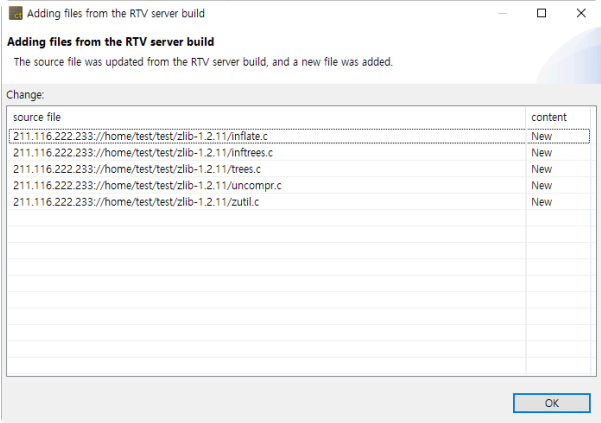 Adding files from the RTV server build
Adding files from the RTV server build
The source file was updated from the RTV server build, and a new file was added.
Change:
source file content
211.116.222.233://home/test/test/zlib-1.2.11/inflate.c New
211.116.222.233://home/test/test/zlib-1.2.11/inftrees.c New
211.116.222.233://home/test/test/zlib-1.2.11/trees.c New
211.116.222.233://home/test/test/zlib-1.2.11/uncompr.c New
211.116.222.233://home/test/test/zlib-1.2.11/zutil.c New
OK